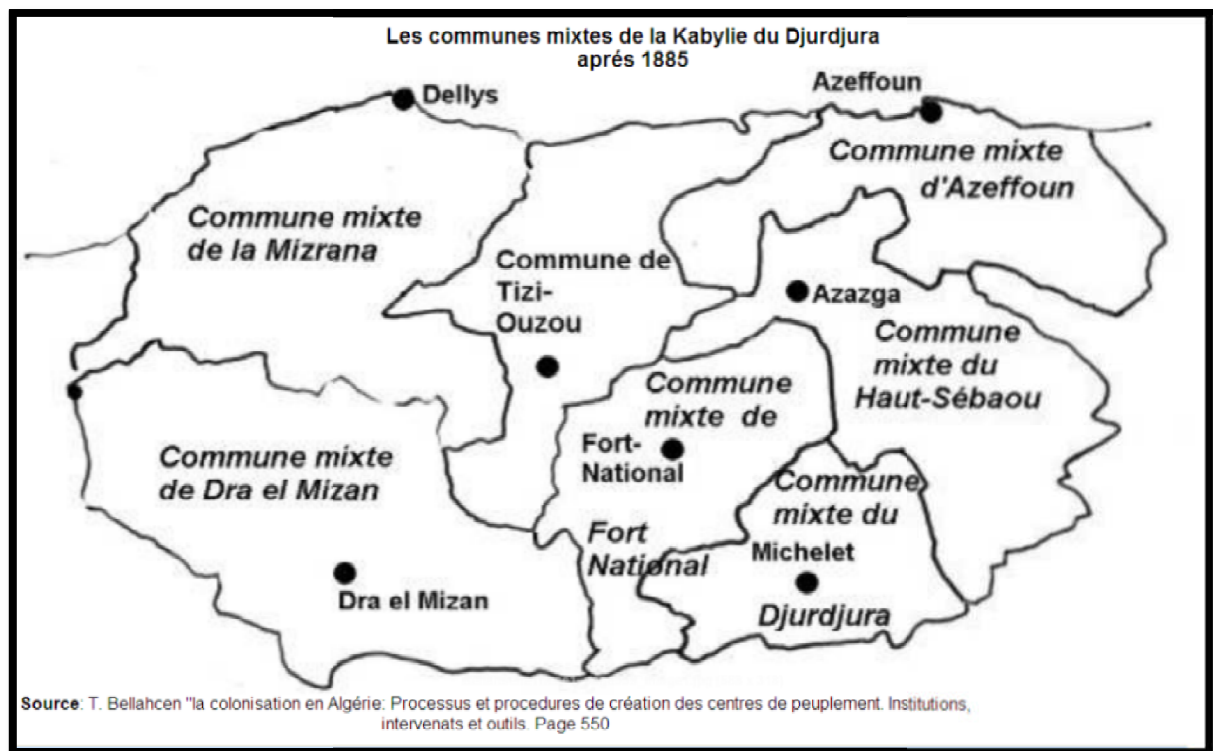 Les communes mixtes de la Kabylie du Djurdjura
aprés 1885
Dellys
Azeffoun
Commune mixte
d'Azeffoun
Commune mixte
de la Mizrana
Commune de
Tizi-
Ouzou
Azazga
Commune
mixte du
Haut-Sébaou
Commune
mixte de
Fort-
National
Fort
National
Commune mixte
de Dra el Mizan
Dra el Mizan
Commune
mixte du
Michelet
Djurdjura
Source: T. Bellahcen "la colonisation en Algérie: Processus et procedures de création des centres de peuplement. Institutions,
intervenats et outils. Page 550